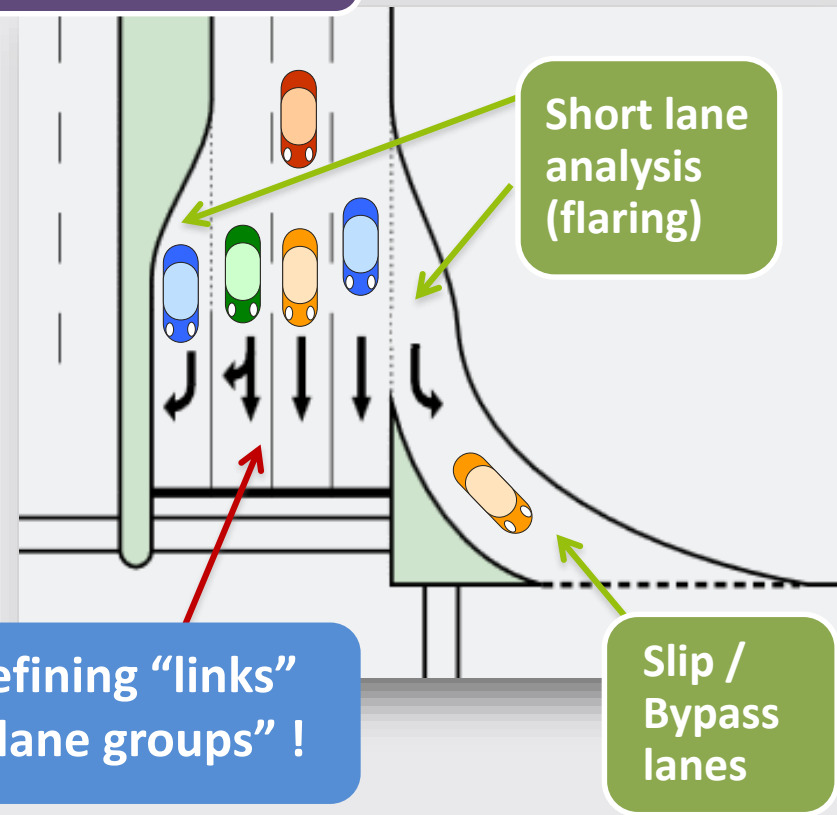 Short lane
analysis
(flaring)
efining “links”
lane groups” !
Slip /
Bypass
lanes